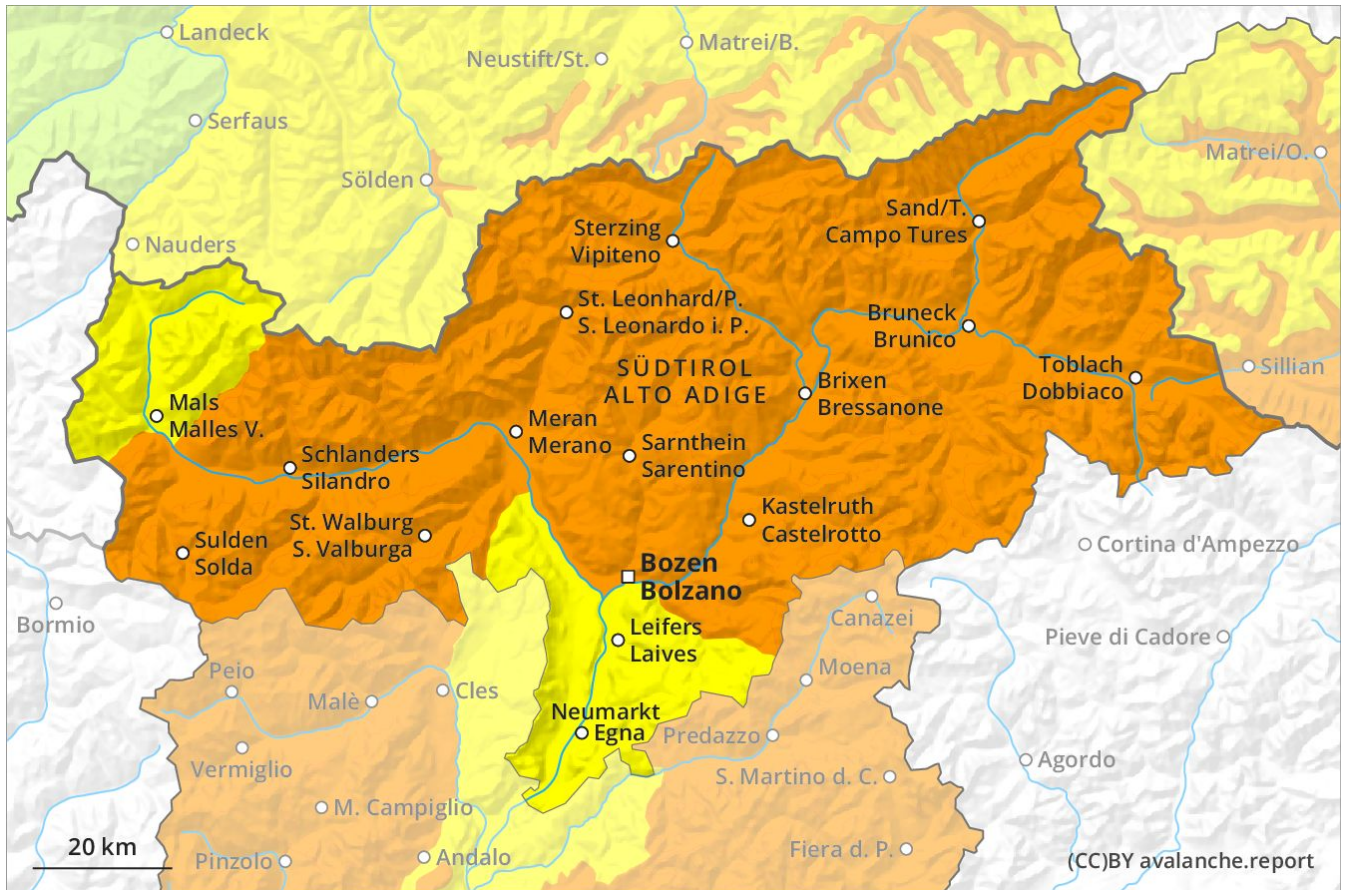 Landeck
Neustift/St.
Matrei/B.
Serfaus
Matrei/O.
Sölden
Sand/T.
Campo Tures
Sterzing
Vipiteno
Nauders
St. Leonhard/P.
S. Leonardo i. P.
Bruneck
Brunico
SÜDTIROL
ALTO ADIGE
Toblach
Dobbiaco
Sillian
Brixen
Bressanone
Mals
Malles V.
Meran
Merano
Sarnthein
Sarentino
Schlanders
Silandro
Kastelruth
Castelrotto
St. Walburg
S. Valburga
Sulden
Solda
Cortina d'Ampezzo
Bozen
Bolzano
Bormio
Canazei
Leifers
Laives
Pieve di Cadore
Peio
Moena
Malè
Cles
Neumarkt
Egna
Predazzo
Vermiglio
Agordo
S. Martino d. C.
M. Campiglio
20 km
Pinzolo
Andalo
Fiera d. P.
(CC)BY avalanche.report